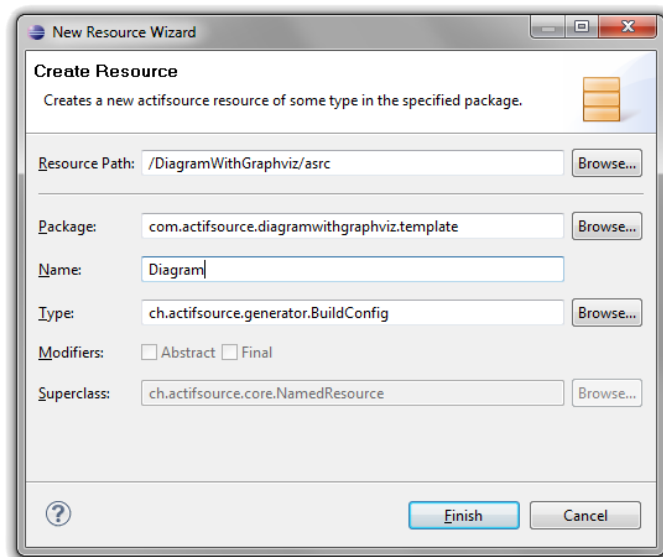 New Resource Wizard
Create Resource
Creates a new actifsource resource of some type in the specified package.
Resource Path: /DiagramWithGraphviz/asrc Browse...
Package: com.actifsource.diagramwithgraphviz.template Browse...
Name: Diagram
Type: ch.actifsource.generator.BuildConfig Browse...
Modifiers: Abstract Final
Superclass: ch.actifsource.core.NamedResource Browse...
? Finish Cancel